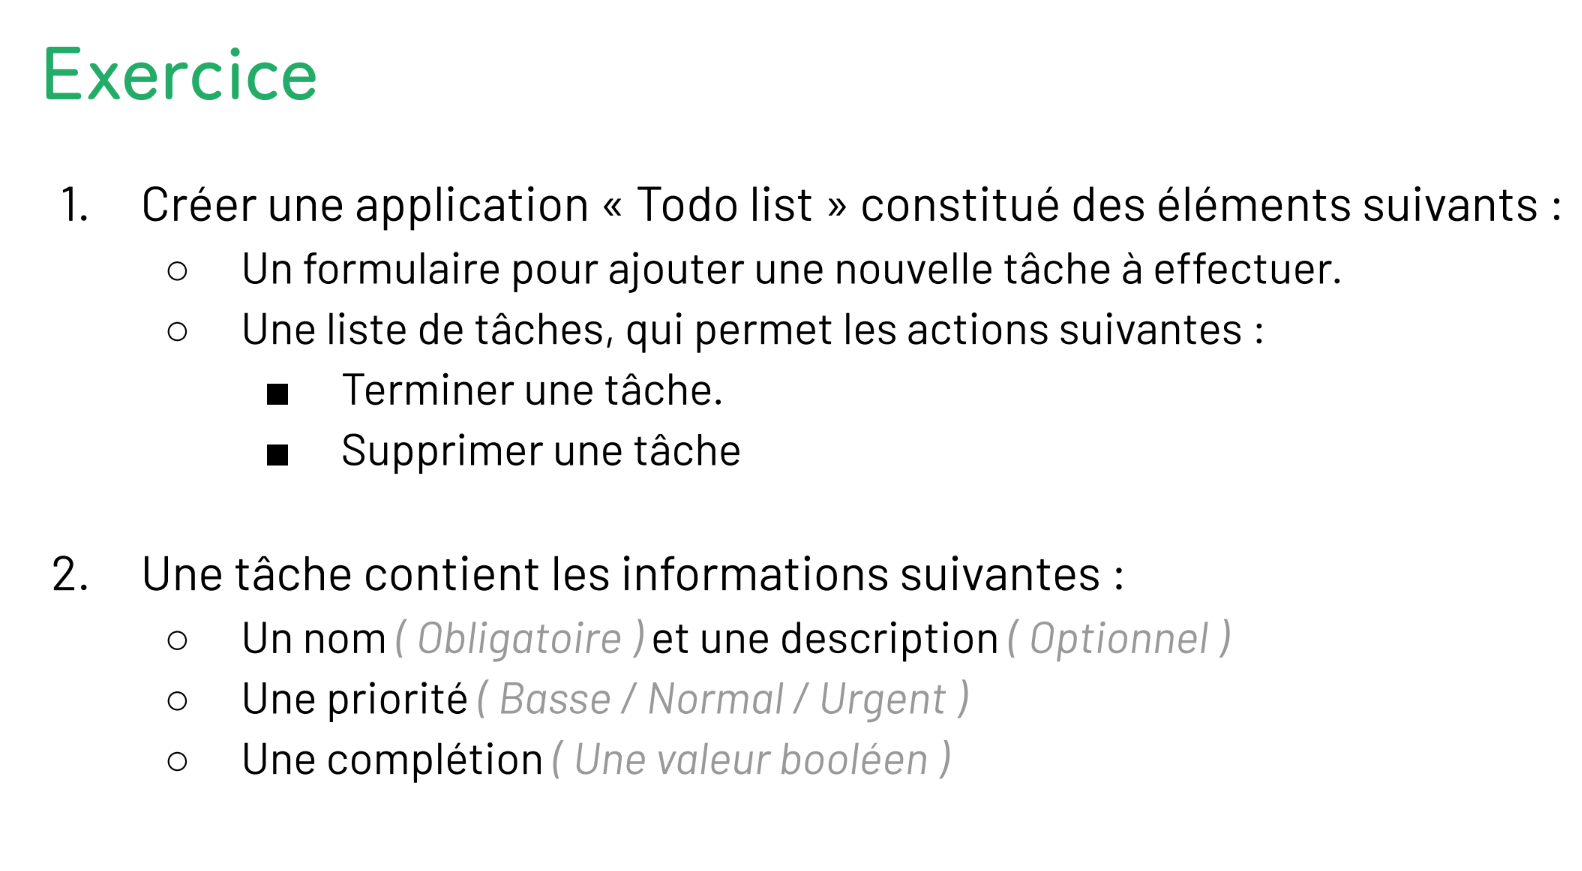 Exercice
1. Créer une application « Todo list » constitué des éléments suivants :
○ Un formulaire pour ajouter une nouvelle tâche à effectuer.
○ Une liste de tâches, qui permet les actions suivantes :
■ Terminer une tâche.
■ Supprimer une tâche
2. Une tâche contient les informations suivantes :
○ Un nom ( Obligatoire ) et une description ( Optionnel )
○ Une priorité ( Basse / Normal / Urgent )
○ Une complétion ( Une valeur booléen )